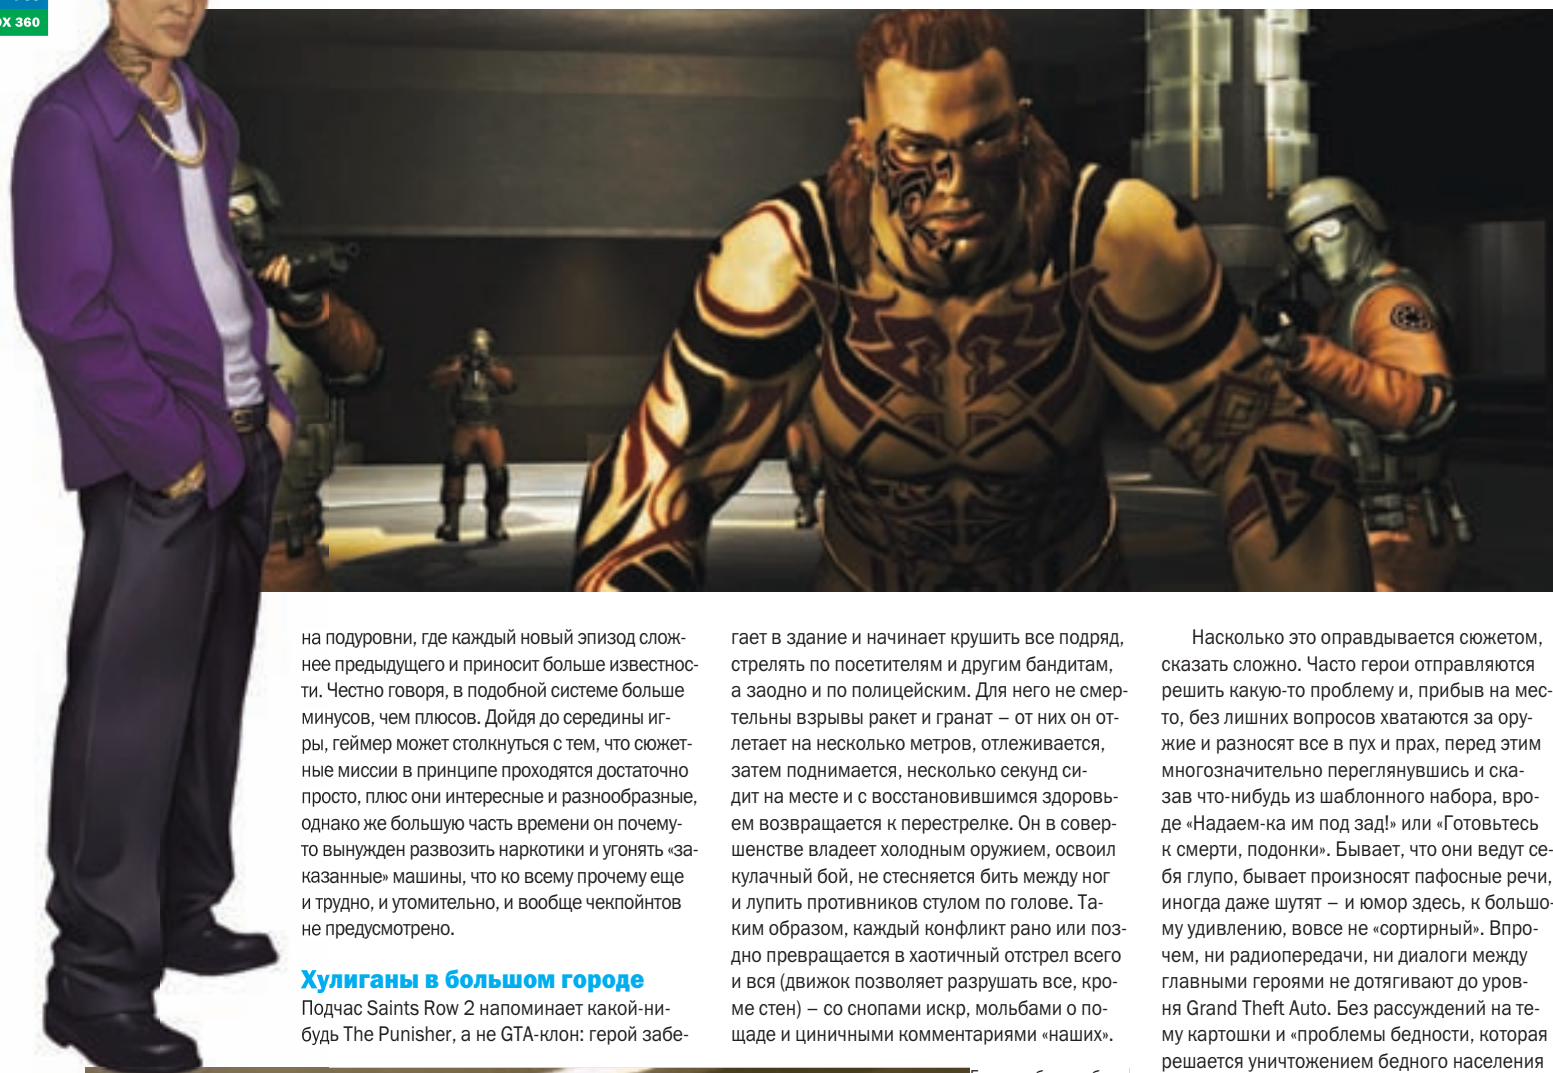 OX 360
на подуровни, где каждый новый эпизод слож-
нее предыдущего и приносит больше известнос-
ти. Честно говоря, в подобной системе больше
минусов, чем плюсов. Дойдя до середины иг-
ры, геймер может столкнуться с тем, что сюжет-
ные миссии в принципе проходятся достаточно
просто, плюс они интересные и разнообразные,
однако же большую часть времени он почему-
то вынужден развозить наркотики и угонять «за-
казанные» машины, что ко всему прочему еще
и трудно, и утомительно, и вообще чекпойнтов
не предусмотрено.
Хулиганы в большом городе
Подчас Saints Row 2 напоминает какой-ни-
будь The Punisher, а не GTA-клон: герой забе-
гает в здание и начинает крушить все подряд,
стрелять по посетителям и другим бандитам,
а заодно и по полицейским. Для него не смер-
тельны взрывы ракет и гранат – от них он от-
летает на несколько метров, отлеживается,
затем поднимается, несколько секунд си-
дит на месте и с восстановившимся здоровь-
ем возвращается к перестрелке. Он в совер-
шенстве владеет холодным оружием, освоил
кулачный бой, не стесняется бить между ног
и лупить противников стулом по голове. Та-
ким образом, каждый конфликт рано или поз-
дно превращается в хаотичный отстрел всего
и вся (движок позволяет разрушать все, кро-
ме стен) – со снопами искр, мольбами о по-
щаде и циничными комментариями «наших».
Насколько это оправдывается сюжетом,
сказать сложно. Часто герои отправляются
решить какую-то проблему и, прибыв на мес-
то, без лишних вопросов хватаются за ору-
жие и разносят все в пух и прах, перед этим
многозначительно переглянувшись и ска-
зав что-нибудь из шаблонного набора, вро-
де «Надаем-ка им под зад!» или «Готовьтесь
к смерти, подонки». Бывает, что они ведут се-
бя глупо, бывает произносят пафосные речи,
иногда даже шутят – и юмор здесь, к большо-
му удивлению, вовсе не «сортирный». Впро-
чем, ни радиопередачи, ни диалоги между
главными героями не дотягивают до уров-
ня Grand Theft Auto. Без рассуждений на те-
му картошки и «проблемы бедности, которая
решается уничтожением бедного населения